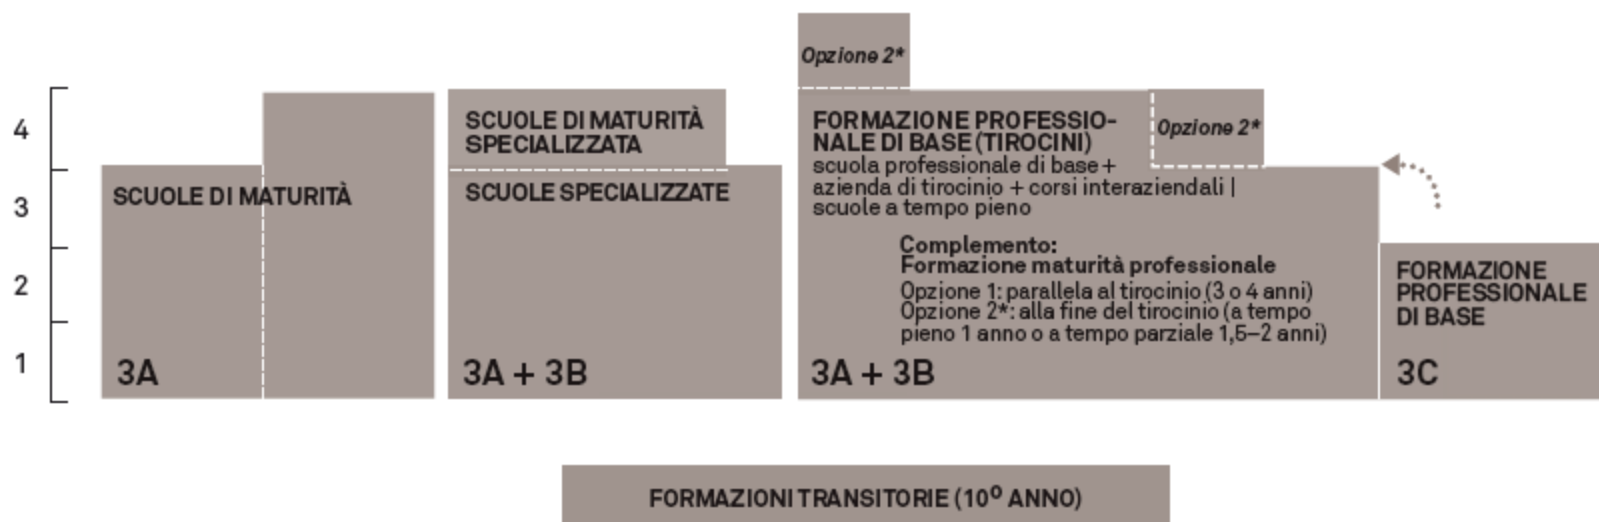 4
3
2
1
SCUOLE DI MATURITÀ
3A
SCUOLE DI MATURITÀ
SPECIALIZZATA
SCUOLE SPECIALIZZATE
3A + 3B
Opzione 2*
FORMAZIONE PROFESSIO-
NALE DI BASE (TIROCINI)
scuola professionale di base +
azienda di tirocinio + corsi interaziendali |
scuole a tempo pieno
Opzione 2*
Complemento:
Formazione maturità professionale
Opzione 1: parallela al tirocinio (3 o 4 anni)
Opzione 2*: alla fine del tirocinio (a tempo
pieno 1 anno o a tempo parziale 1,5–2 anni)
3A + 3B
FORMAZIONE
PROFESSIONALE
DI BASE
3C
FORMAZIONI TRANSITORIE (10º ANNO)